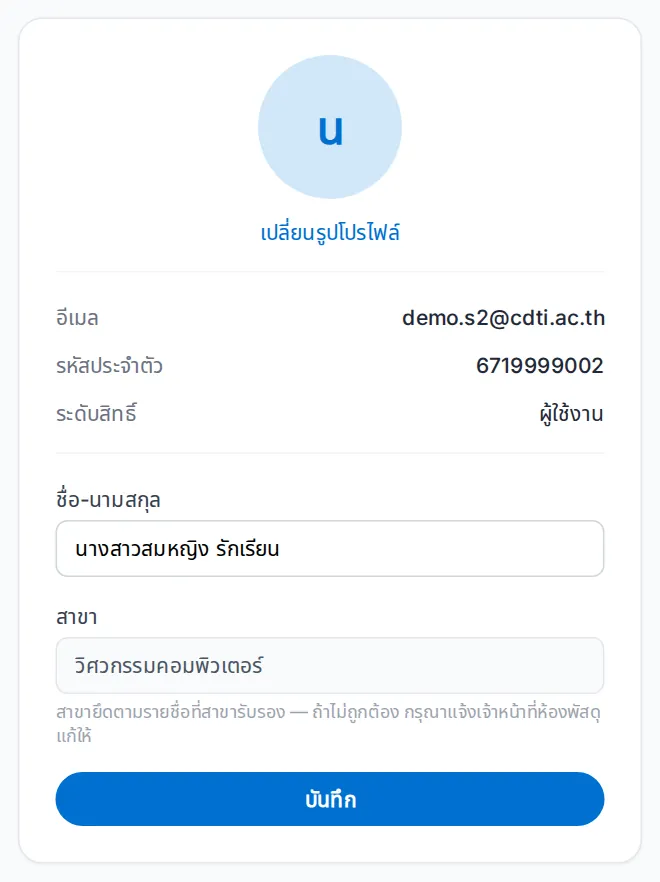 น
เปลี่ยนรูปโปรไฟล์
อีเมล demo.s2@cdti.ac.th
รหัสประจำตัว 6719999002
ระดับสิทธิ์ ผู้ใช้งาน
ชื่อ-นามสกุล
นางสาวสมหญิง รักเรียน
สาขา
วิศวกรรมคอมพิวเตอร์
สาขายึดตามรายชื่อที่สาขารับรอง — ถ้าไม่ถูกต้อง กรุณาแจ้งเจ้าหน้าที่ห้องพัสดุ
แก้ให้
บันทึก